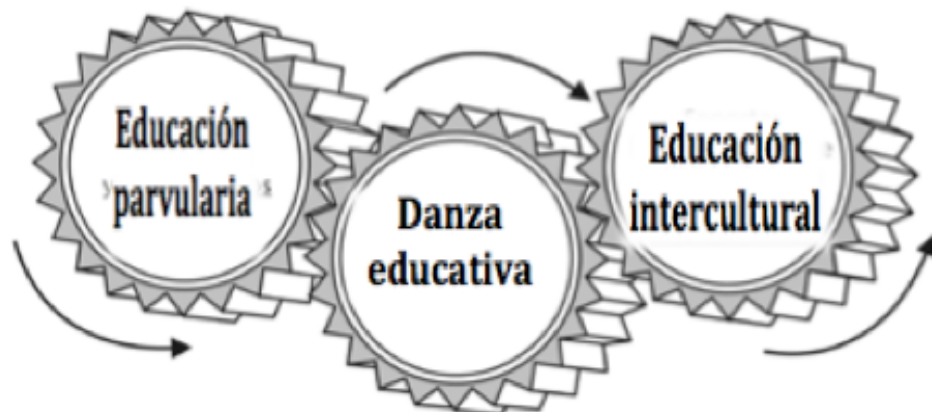 Educación
parvularia
Danza
educativa
Educación
intercultural